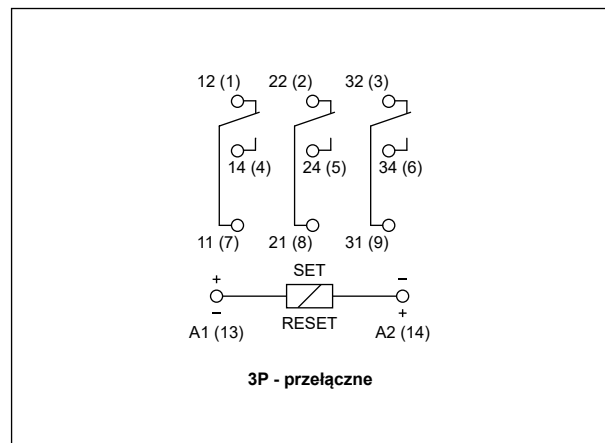 12 (1) 22 (2) 32 (3)
14 (4) 24 (5) 34 (6)
11 (7) 21 (8) 31 (9)
SET
+ −
− +
RESET
A1 (13) A2 (14)
3P - przełączne